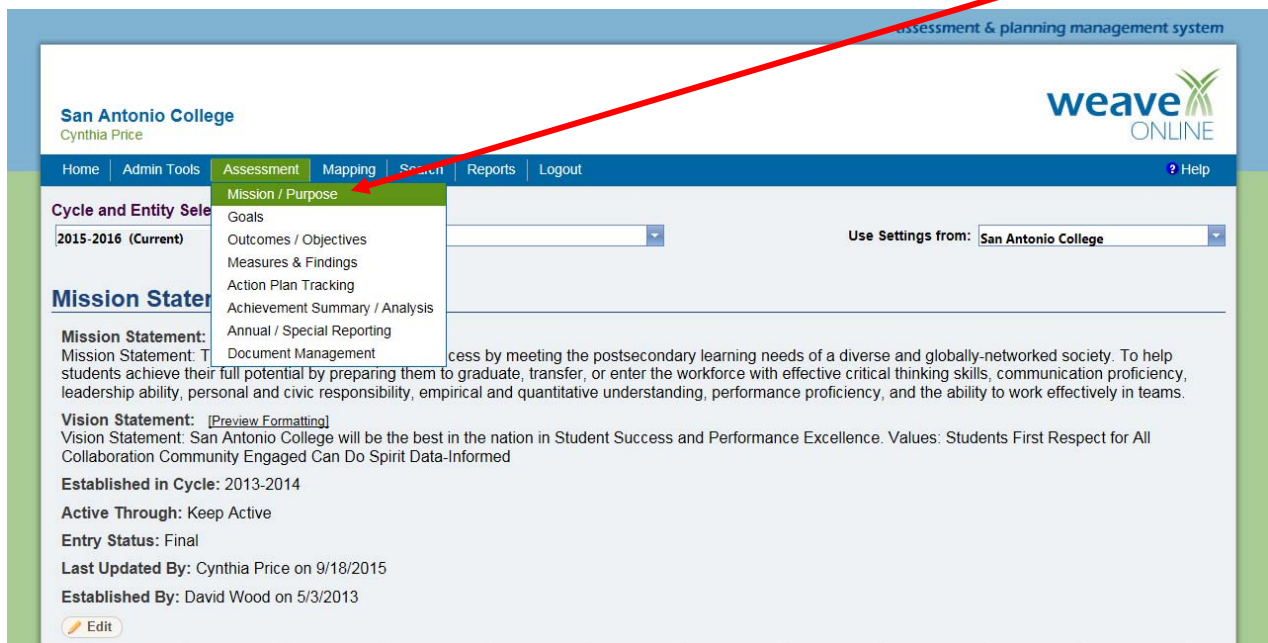 assessment & planning management system
San Antonio College
Cynthia Price
weave
ONLINE
Home Admin Tools Assessment Mapping Search Reports Logout ? Help
Mission / Purpose
Goals
Outcomes / Objectives
Measures & Findings
Action Plan Tracking
Achievement Summary / Analysis
Annual / Special Reporting
Document Management
Cycle and Entity Sele
2015-2016 (Current) Use Settings from: San Antonio College
Mission Stater
Mission Statement:
Mission Statement: T cess by meeting the postsecondary learning needs of a diverse and globally-networked society. To help
students achieve their full potential by preparing them to graduate, transfer, or enter the workforce with effective critical thinking skills, communication proficiency,
leadership ability, personal and civic responsibility, empirical and quantitative understanding, performance proficiency, and the ability to work effectively in teams.
Vision Statement: [Preview Formatting]
Vision Statement: San Antonio College will be the best in the nation in Student Success and Performance Excellence. Values: Students First Respect for All
Collaboration Community Engaged Can Do Spirit Data-Informed
Established in Cycle: 2013-2014
Active Through: Keep Active
Entry Status: Final
Last Updated By: Cynthia Price on 9/18/2015
Established By: David Wood on 5/3/2013
Edit